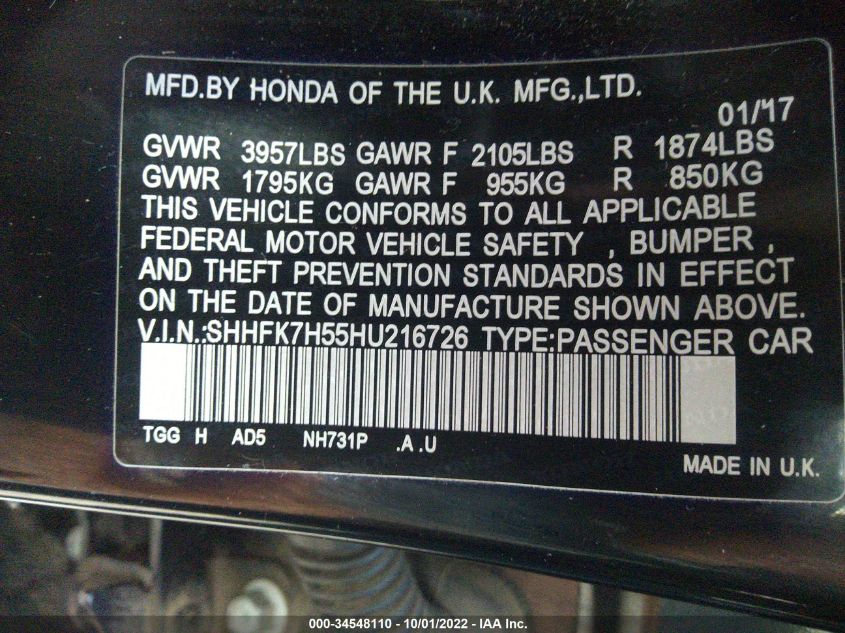 MFD.BY HONDA OF THE U.K. MFG.,LTD.
01/17
GVWR 3957LBS GAWR F 2105LBS R 1874LBS
GVWR 1795KG GAWR F 955KG R 850KG
THIS VEHICLE CONFORMS TO ALL APPLICABLE
FEDERAL MOTOR VEHICLE SAFETY , BUMPER ,
AND THEFT PREVENTION STANDARDS IN EFFECT
ON THE DATE OF MANUFACTURE SHOWN ABOVE.
V.I.N.:SHHFK7H55HU216726 TYPE:PASSENGER CAR
TGG H AD5 NH731P .A .U
MADE IN U.K.
000-34548110 - 10/01/2022 - IAA Inc.